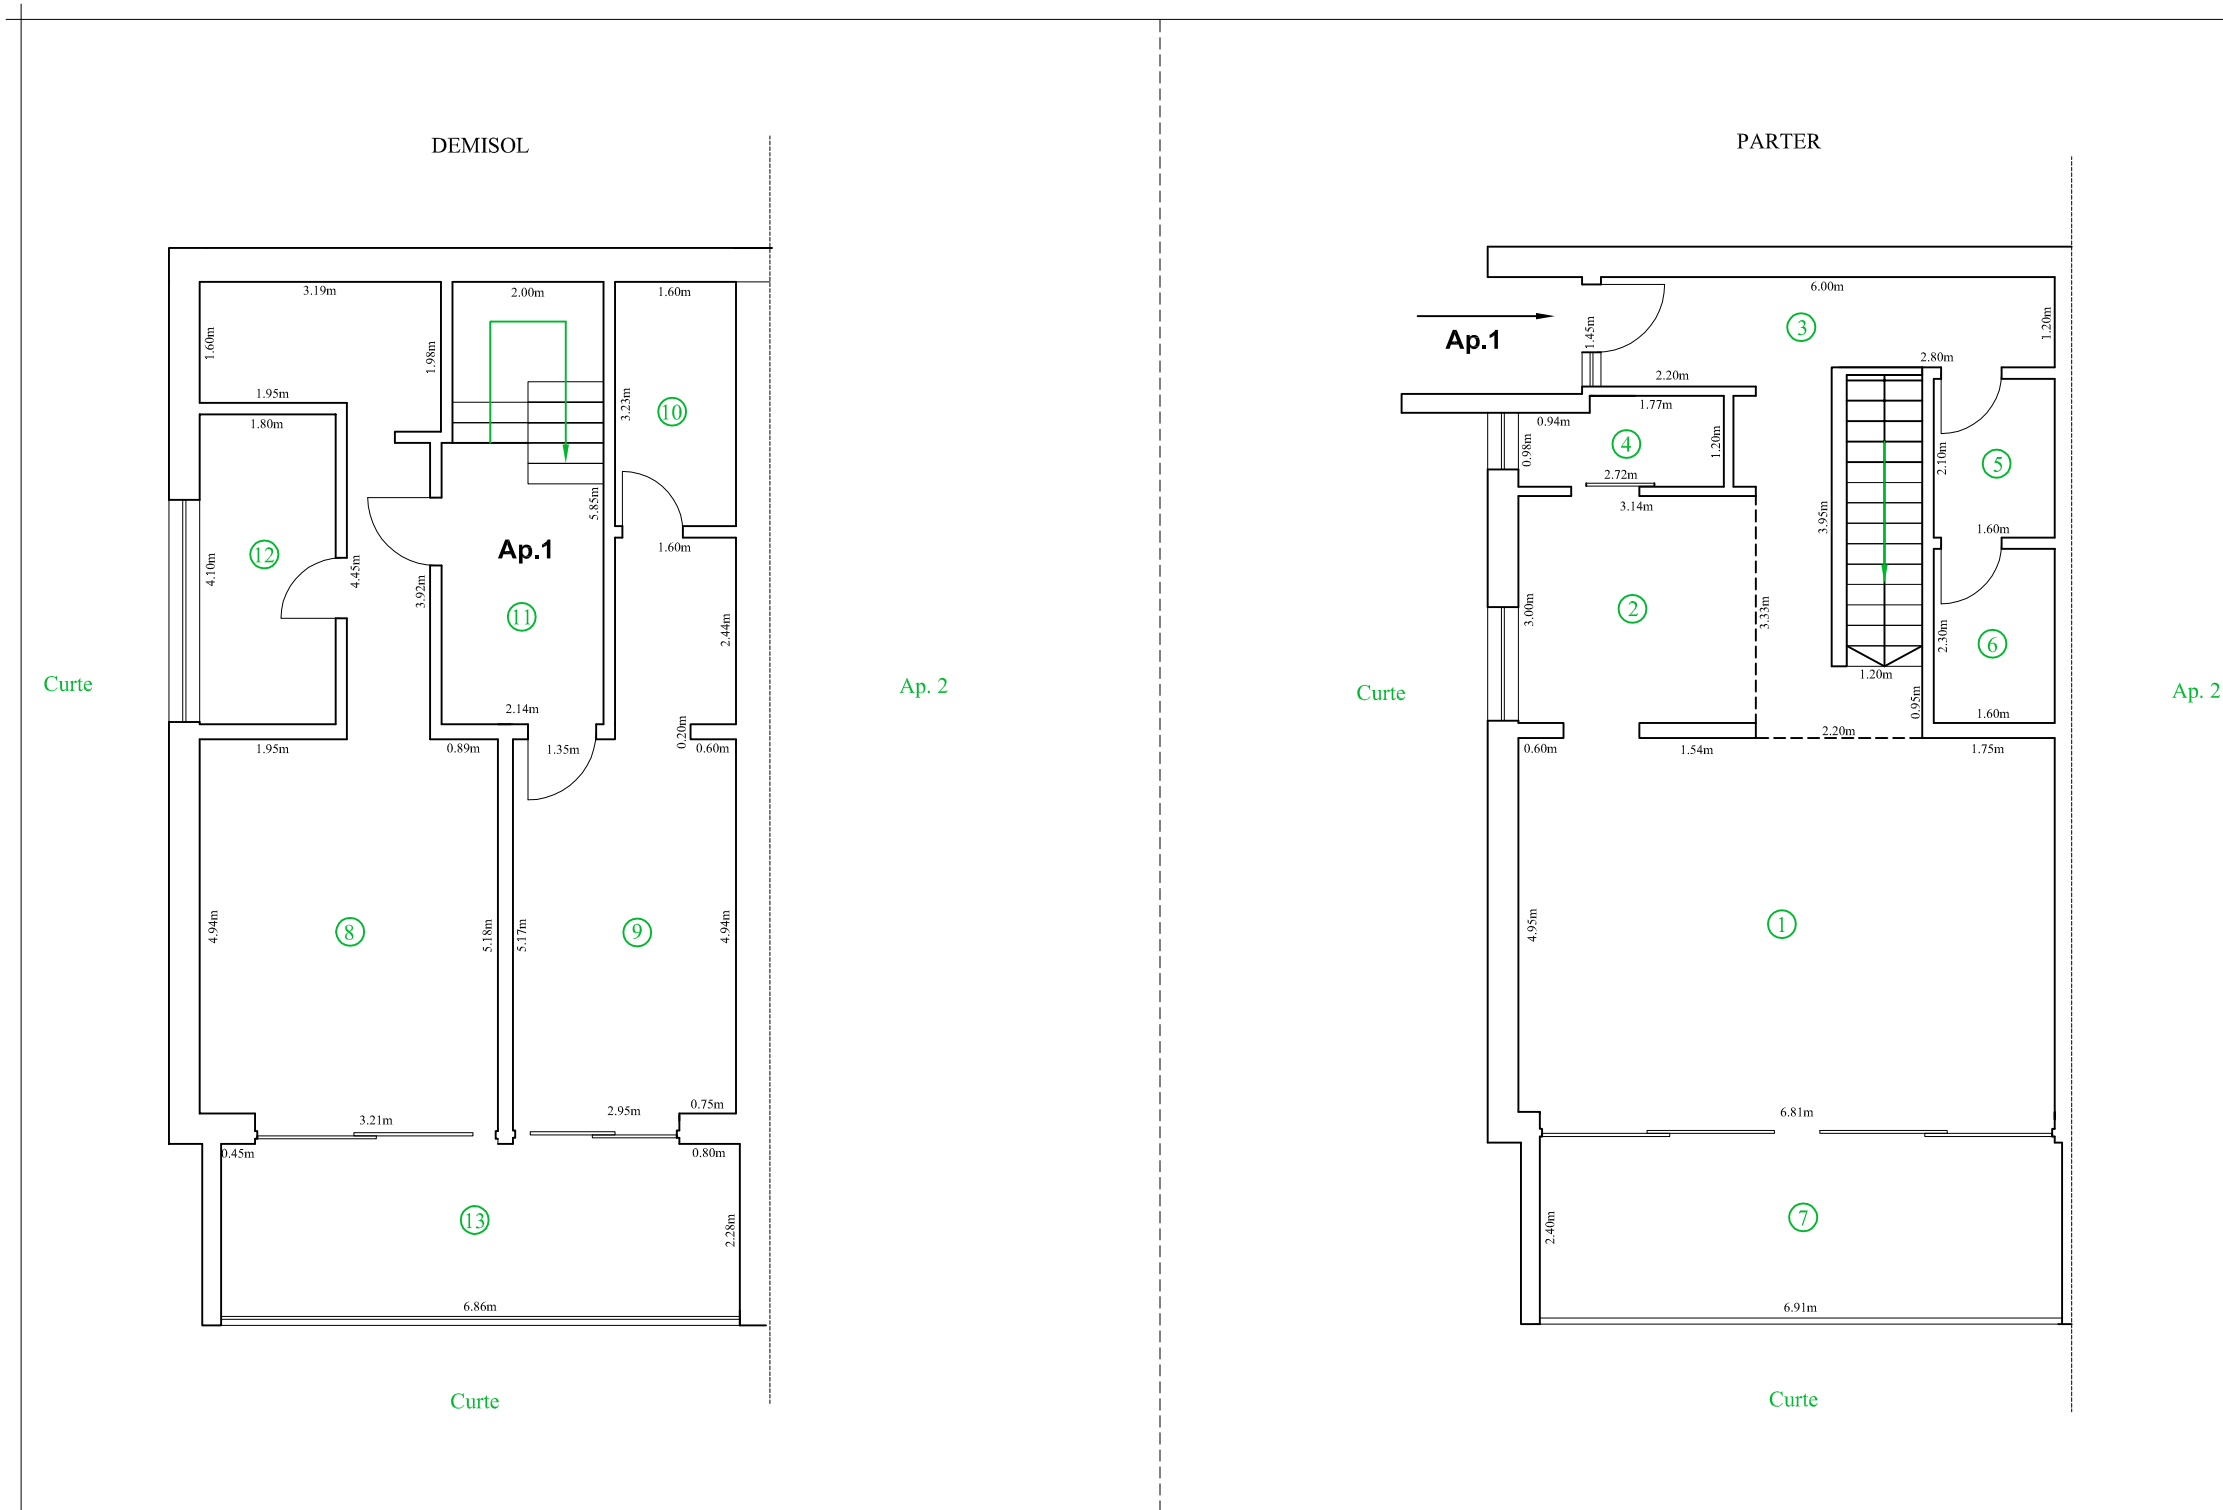 DEMISOL
3.19m
2.00m
1.60m
1.60m
1.98m
1.95m
1.80m
3.23m
10
5.85m
Ap.1
1.60m
12
4.10m
4.45m
3.92m
11
2.44m
Curte
Ap. 2
2.14m
1.95m
0.89m
1.35m
0.20m
0.60m
4.94m
8
5.18m
5.17m
9
4.94m
3.21m
2.95m
0.75m
0.45m
0.80m
13
2.28m
6.86m
Curte
PARTER
6.00m
Ap.1
1.45m
3
1.20m
2.80m
2.20m
1.77m
0.94m
0.98m
4
1.20m
2.10m
5
2.72m
3.14m
3.95m
1.60m
3.00m
2
3.33m
2.30m
6
1.20m
Curte
0.95m
1.60m
Ap. 2
0.60m
1.54m
2.20m
1.75m
4.95m
1
6.81m
2.40m
7
6.91m
Curte